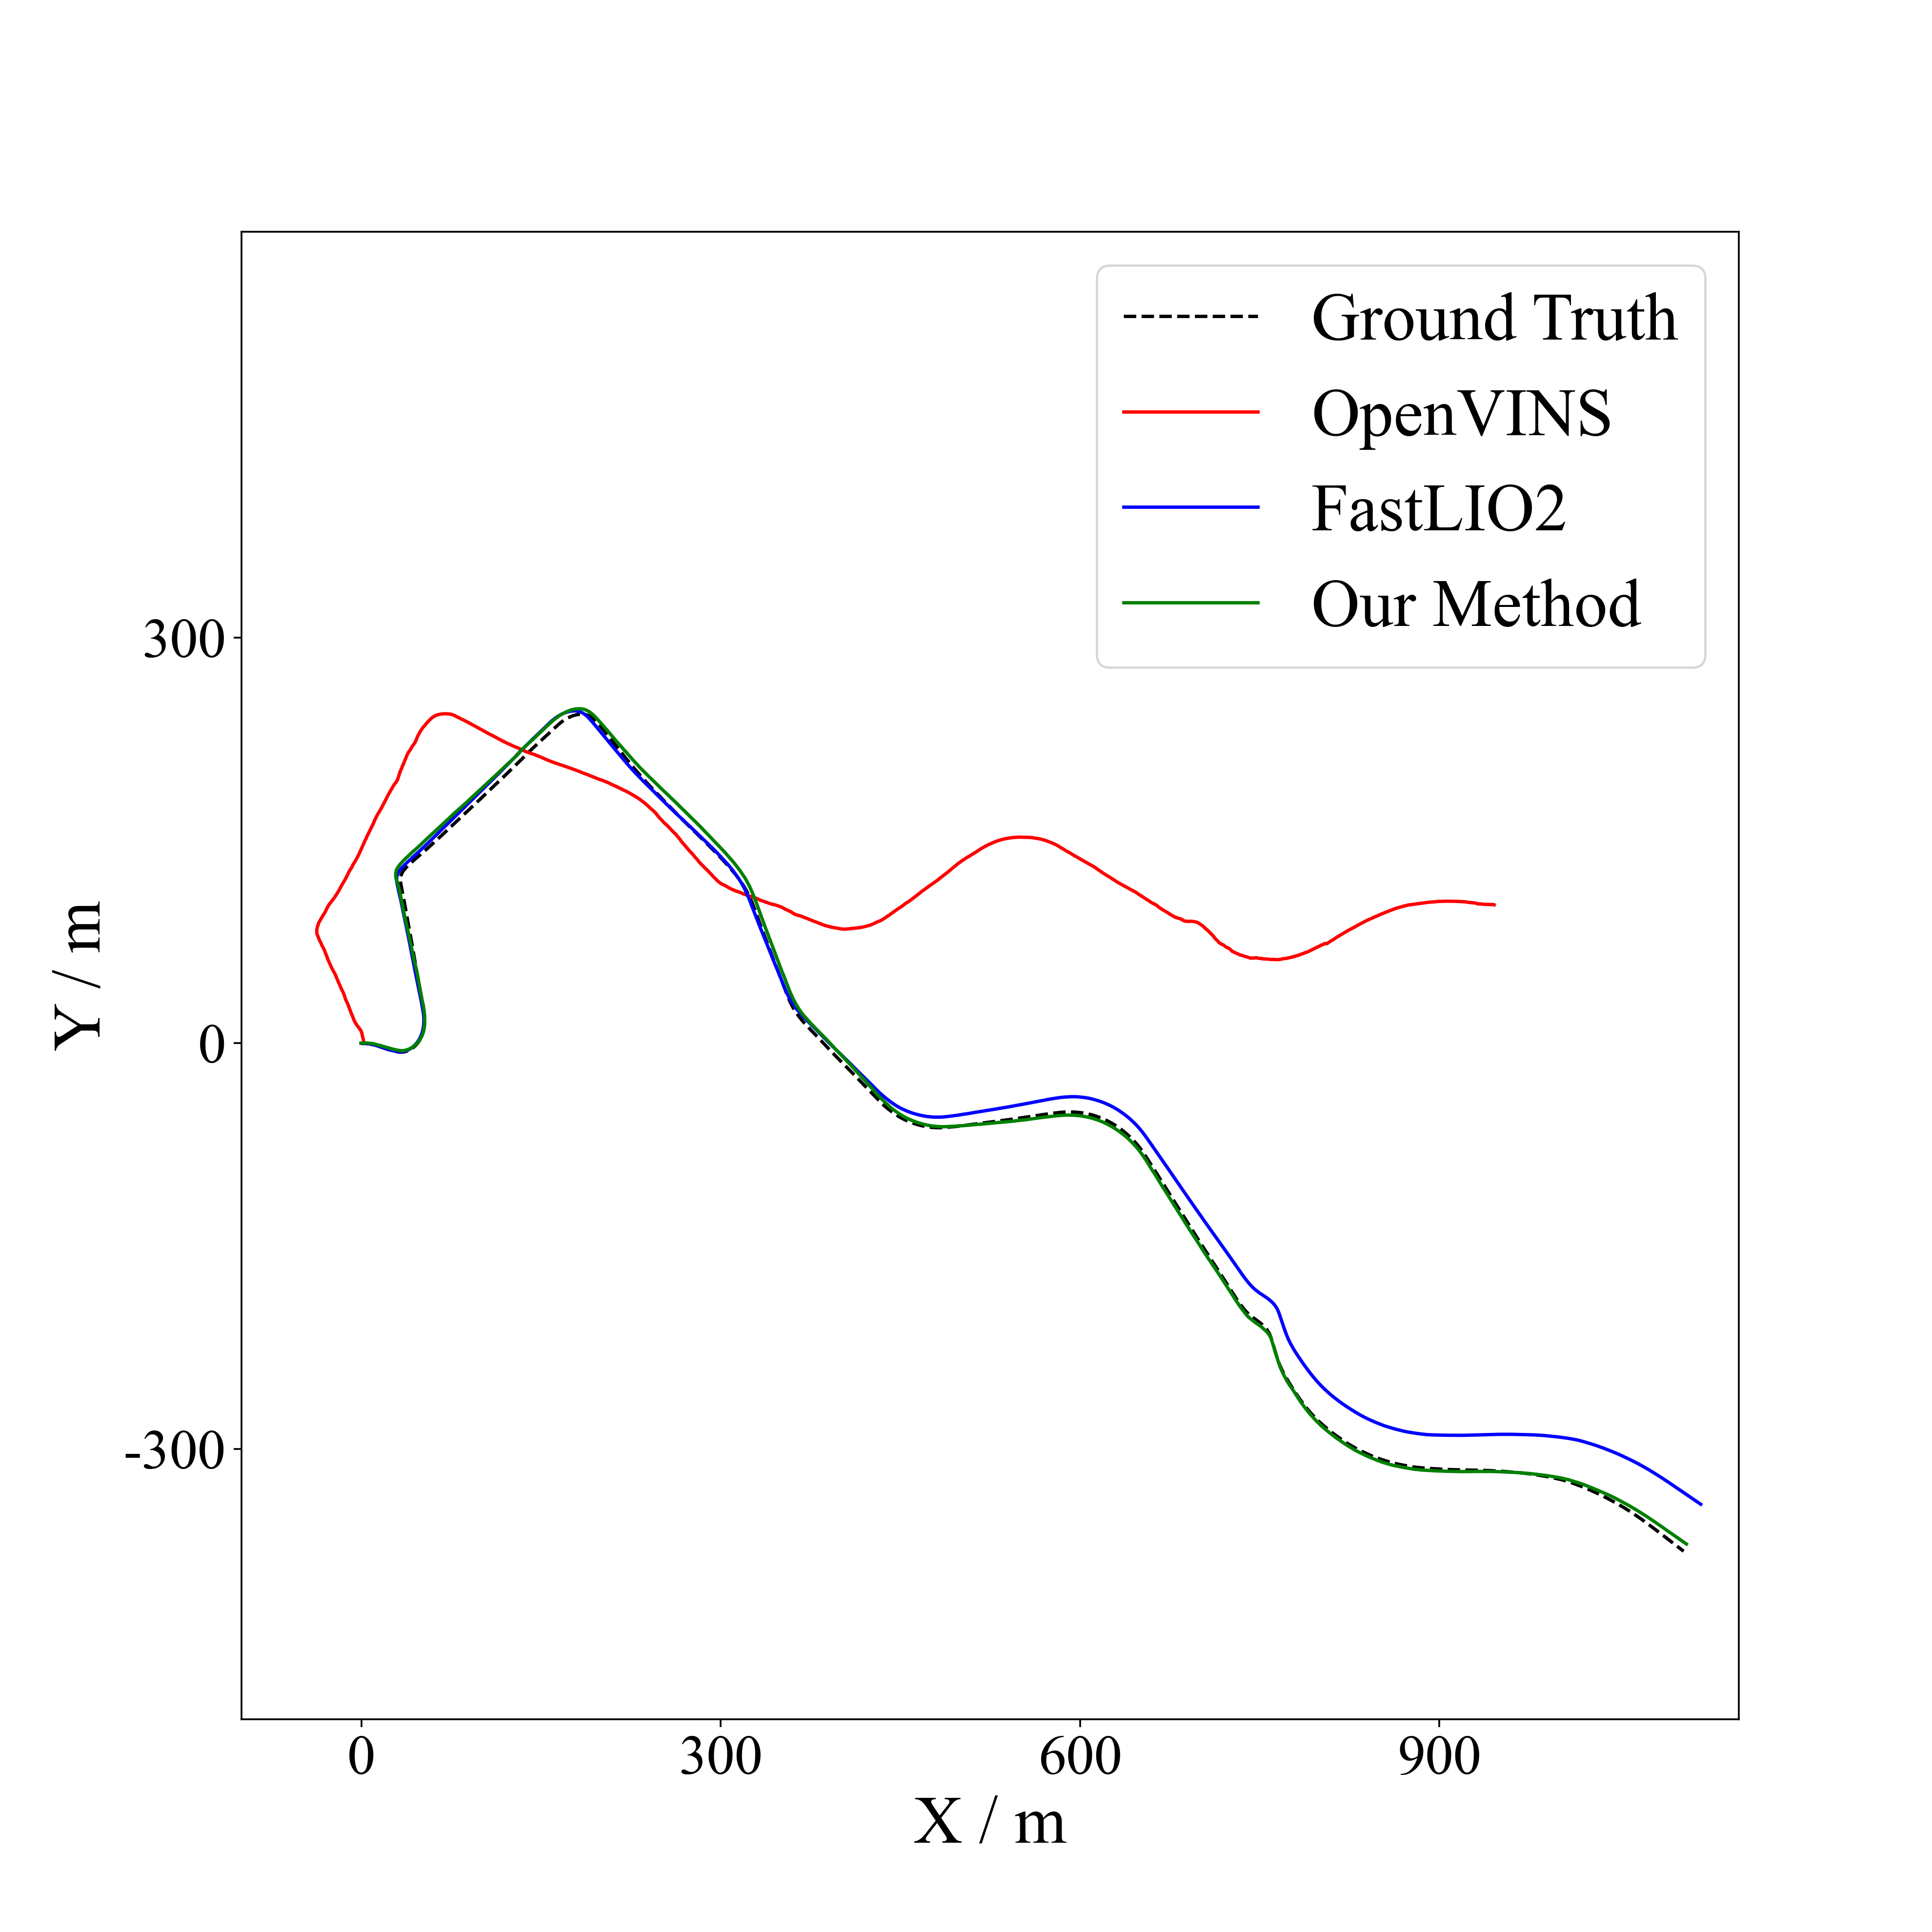 Ground Truth
OpenVINS
FastLIO2
Our Method
300
0
-300
Y / m
0 300 600 900
X / m